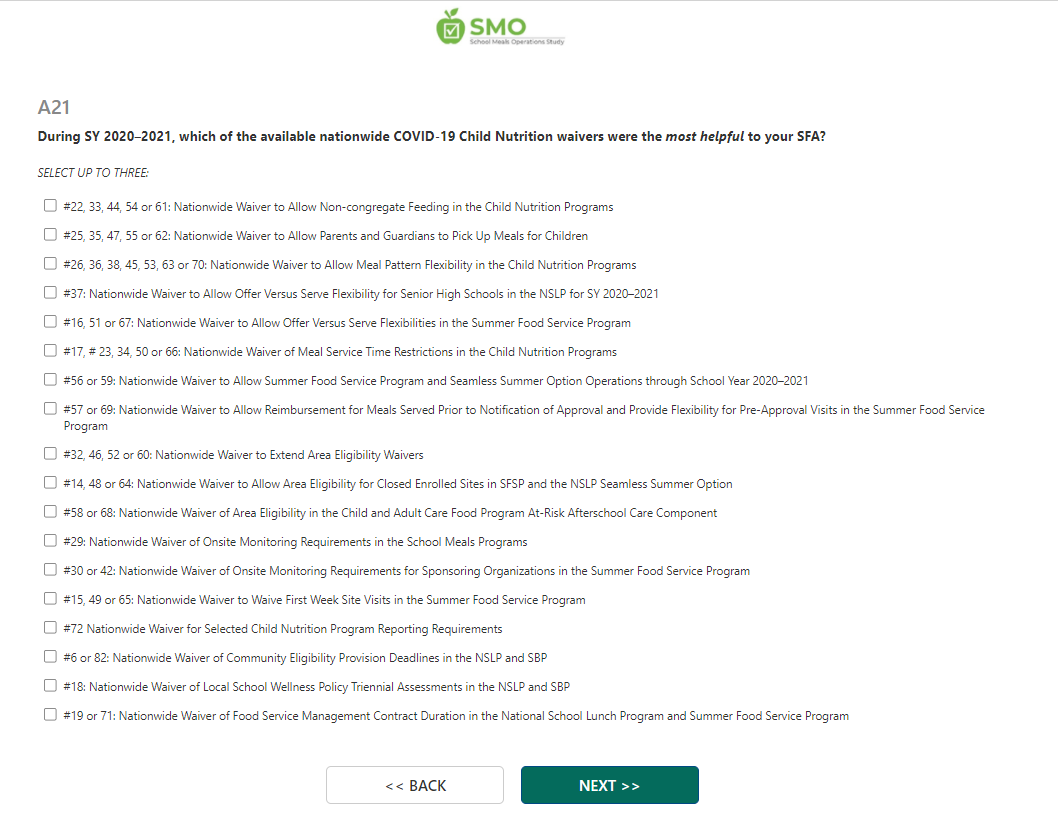 SMO
School Meals Operations Study
A21
During SY 2020–2021, which of the available nationwide COVID-19 Child Nutrition waivers were the most helpful to your SFA?
SELECT UP TO THREE:
#22, 33, 44, 54 or 61: Nationwide Waiver to Allow Non-congregate Feeding in the Child Nutrition Programs
#25, 35, 47, 55 or 62: Nationwide Waiver to Allow Parents and Guardians to Pick Up Meals for Children
#26, 36, 38, 45, 53, 63 or 70: Nationwide Waiver to Allow Meal Pattern Flexibility in the Child Nutrition Programs
#37: Nationwide Waiver to Allow Offer Versus Serve Flexibility for Senior High Schools in the NSLP for SY 2020–2021
#16, 51 or 67: Nationwide Waiver to Allow Offer Versus Serve Flexibilities in the Summer Food Service Program
#17, # 23, 34, 50 or 66: Nationwide Waiver of Meal Service Time Restrictions in the Child Nutrition Programs
#56 or 59: Nationwide Waiver to Allow Summer Food Service Program and Seamless Summer Option Operations through School Year 2020–2021
#57 or 69: Nationwide Waiver to Allow Reimbursement for Meals Served Prior to Notification of Approval and Provide Flexibility for Pre-Approval Visits in the Summer Food Service
Program
#32, 46, 52 or 60: Nationwide Waiver to Extend Area Eligibility Waivers
#14, 48 or 64: Nationwide Waiver to Allow Area Eligibility for Closed Enrolled Sites in SFSP and the NSLP Seamless Summer Option
#58 or 68: Nationwide Waiver of Area Eligibility in the Child and Adult Care Food Program At-Risk Afterschool Care Component
#29: Nationwide Waiver of Onsite Monitoring Requirements in the School Meals Programs
#30 or 42: Nationwide Waiver of Onsite Monitoring Requirements for Sponsoring Organizations in the Summer Food Service Program
#15, 49 or 65: Nationwide Waiver to Waive First Week Site Visits in the Summer Food Service Program
#72 Nationwide Waiver for Selected Child Nutrition Program Reporting Requirements
#6 or 82: Nationwide Waiver of Community Eligibility Provision Deadlines in the NSLP and SBP
#18: Nationwide Waiver of Local School Wellness Policy Triennial Assessments in the NSLP and SBP
#19 or 71: Nationwide Waiver of Food Service Management Contract Duration in the National School Lunch Program and Summer Food Service Program
<< BACK
NEXT >>